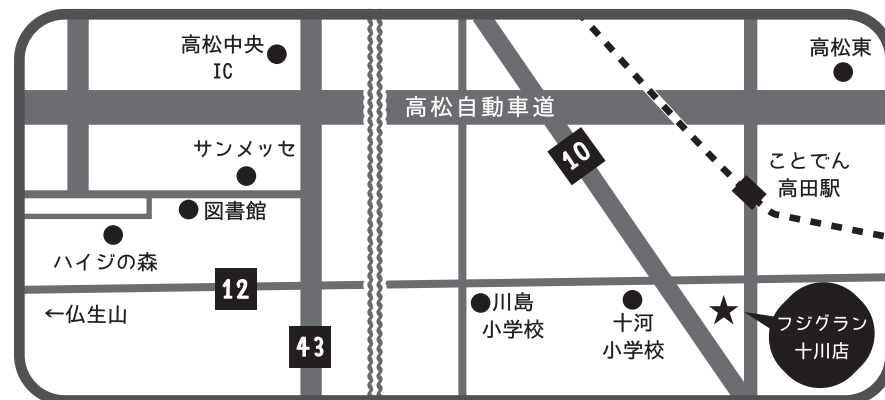 高松中央
IC
高松東
高松自動車道
サンメッセ
10
ことでん
高田駅
図書館
ハイジの森
12
←仏生山
43
川島
小学校
十河
小学校
フジグラン
十川店